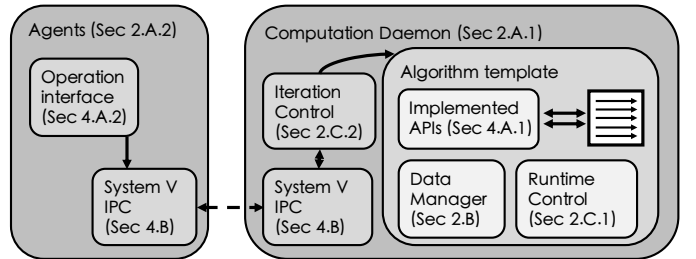 Agents (Sec 2.A.2)
Operation
interface
(Sec 4.A.2)
System V
IPC
(Sec 4.B)
Computation Daemon (Sec 2.A.1)
Iteration
Control
(Sec 2.C.2)
System V
IPC
(Sec 4.B)
Algorithm template
Implemented
APIs (Sec 4.A.1)
Data
Manager
(Sec 2.B)
Runtime
Control
(Sec 2.C.1)